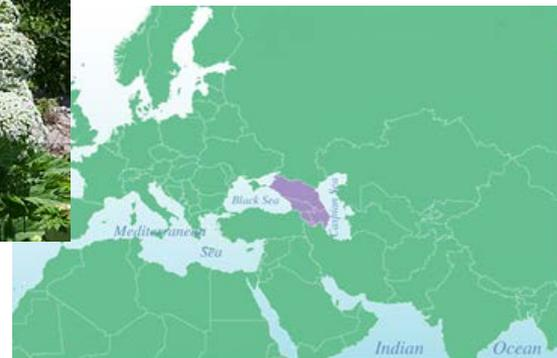 Black Sea
Caspian Sea
Mediterranean
Sea
Indian
Ocean